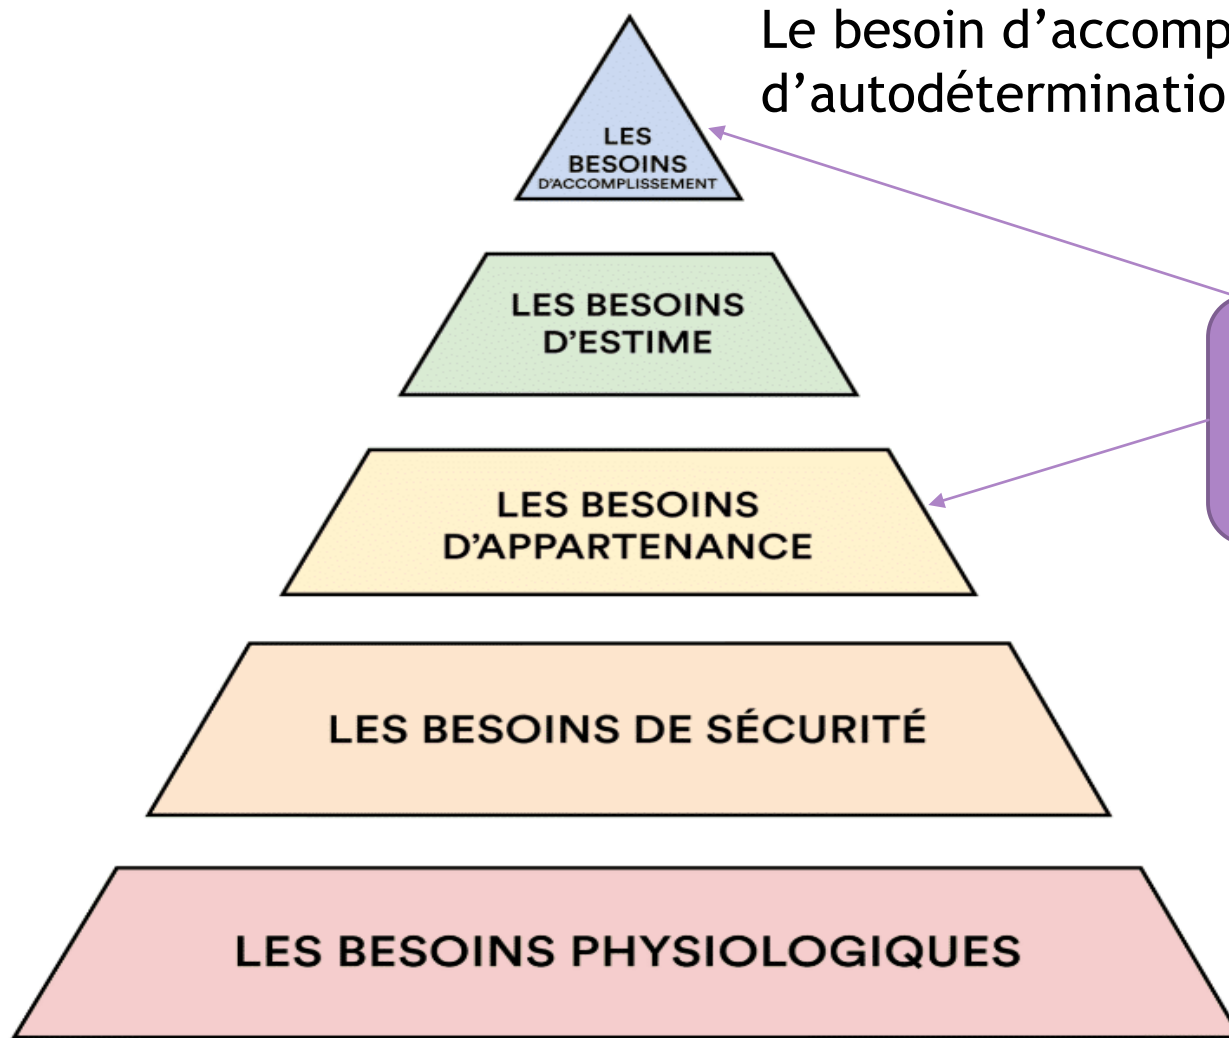 Le besoin d’accomp
d’autodéterminatio
LES
BESOINS
D’ACCOMPLISSEMENT
LES BESOINS
D’ESTIME
LES BESOINS
D’APPARTENANCE
LES BESOINS DE SÉCURITÉ
LES BESOINS PHYSIOLOGIQUES